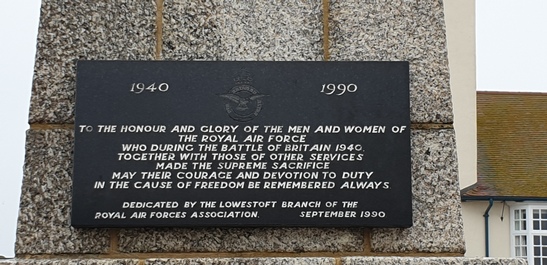 1940 1990
TO THE HONOUR AND GLORY OF THE MEN AND WOMEN OF
THE ROYAL AIR FORCE
WHO DURING THE BATTLE OF BRITAIN 1940.
TOGETHER WITH THOSE OF OTHER SERVICES
MADE THE SUPREME SACRIFICE
MAY THEIR COURAGE AND DEVOTION TO DUTY
IN THE CAUSE OF FREEDOM BE REMEMBERED ALWAYS
DEDICATED BY THE LOWESTOFT BRANCH OF THE
ROYAL AIR FORCES ASSOCIATION. SEPTEMBER 1990